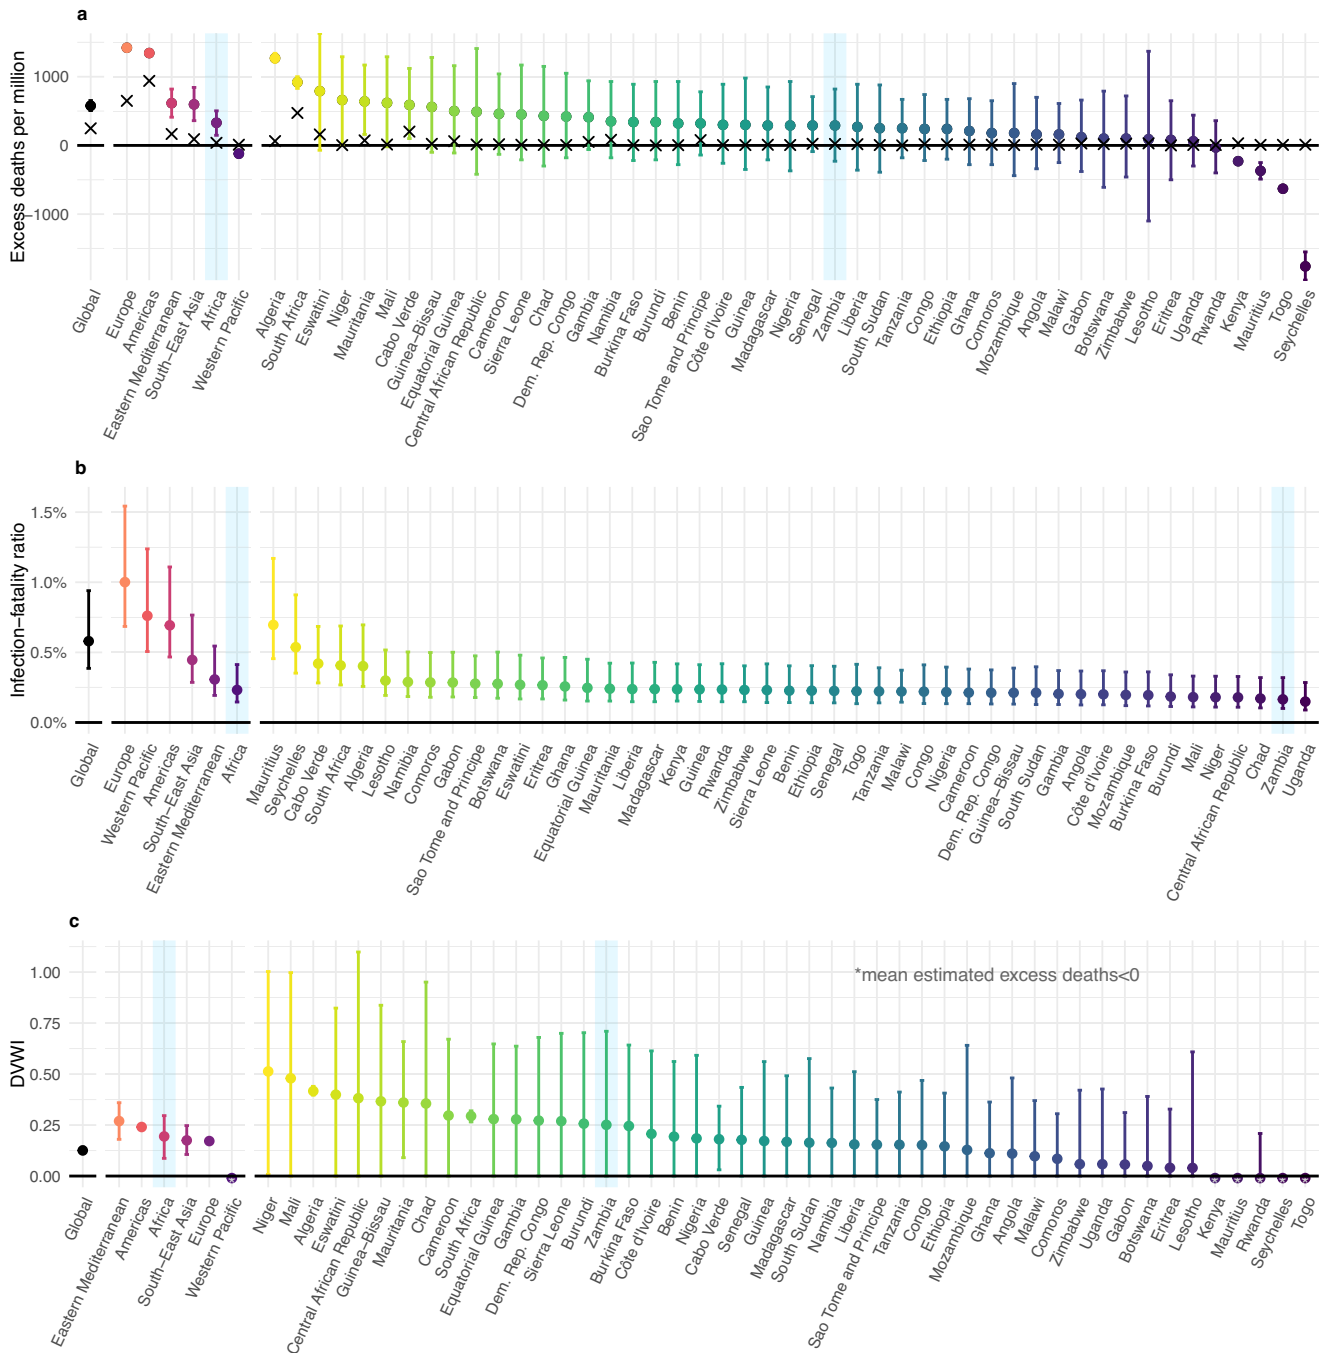 a
Excess deaths per million
1000
0
−1000
Global
Europe
Americas
Eastern Mediterranean
South−East Asia
Africa
Western Pacific
Algeria
South Africa
Eswatini
Niger
Mauritania
Mali
Cabo Verde
Guinea−Bissau
Equatorial Guinea
Central African Republic
Cameroon
Sierra Leone
Chad
Dem. Rep. Congo
Gambia
Namibia
Burkina Faso
Burundi
Benin
Sao Tome and Principe
Côte d'Ivoire
Guinea
Madagascar
Nigeria
Senegal
Zambia
Liberia
South Sudan
Tanzania
Congo
Ethiopia
Ghana
Comoros
Mozambique
Angola
Malawi
Gabon
Botswana
Zimbabwe
Lesotho
Eritrea
Uganda
Rwanda
Kenya
Mauritius
Togo
Seychelles
b
Infection−fatality ratio
1.5%
1.0%
0.5%
0.0%
Global
Europe
Western Pacific
Americas
South−East Asia
Eastern Mediterranean
Africa
Mauritius
Seychelles
Cabo Verde
South Africa
Algeria
Lesotho
Namibia
Comoros
Gabon
Sao Tome and Principe
Botswana
Eswatini
Eritrea
Ghana
Equatorial Guinea
Mauritania
Liberia
Madagascar
Kenya
Guinea
Rwanda
Zimbabwe
Sierra Leone
Benin
Ethiopia
Senegal
Togo
Tanzania
Malawi
Congo
Nigeria
Cameroon
Dem. Rep. Congo
Guinea−Bissau
South Sudan
Gambia
Angola
Côte d'Ivoire
Mozambique
Burkina Faso
Burundi
Mali
Niger
Central African Republic
Chad
Zambia
Uganda
c
DVWI
1.00
0.75
0.50
0.25
0.00
*mean estimated excess deaths<0
Global
Eastern Mediterranean
Americas
Africa
South−East Asia
Europe
Western Pacific
Niger
Mali
Algeria
Eswatini
Central African Republic
Guinea−Bissau
Mauritania
Chad
Cameroon
South Africa
Equatorial Guinea
Gambia
Dem. Rep. Congo
Sierra Leone
Burundi
Zambia
Burkina Faso
Côte d'Ivoire
Benin
Nigeria
Cabo Verde
Senegal
Guinea
Madagascar
South Sudan
Namibia
Liberia
Sao Tome and Principe
Tanzania
Congo
Ethiopia
Mozambique
Ghana
Angola
Malawi
Comoros
Zimbabwe
Uganda
Gabon
Botswana
Eritrea
Lesotho
Kenya
Mauritius
Rwanda
Seychelles
Togo